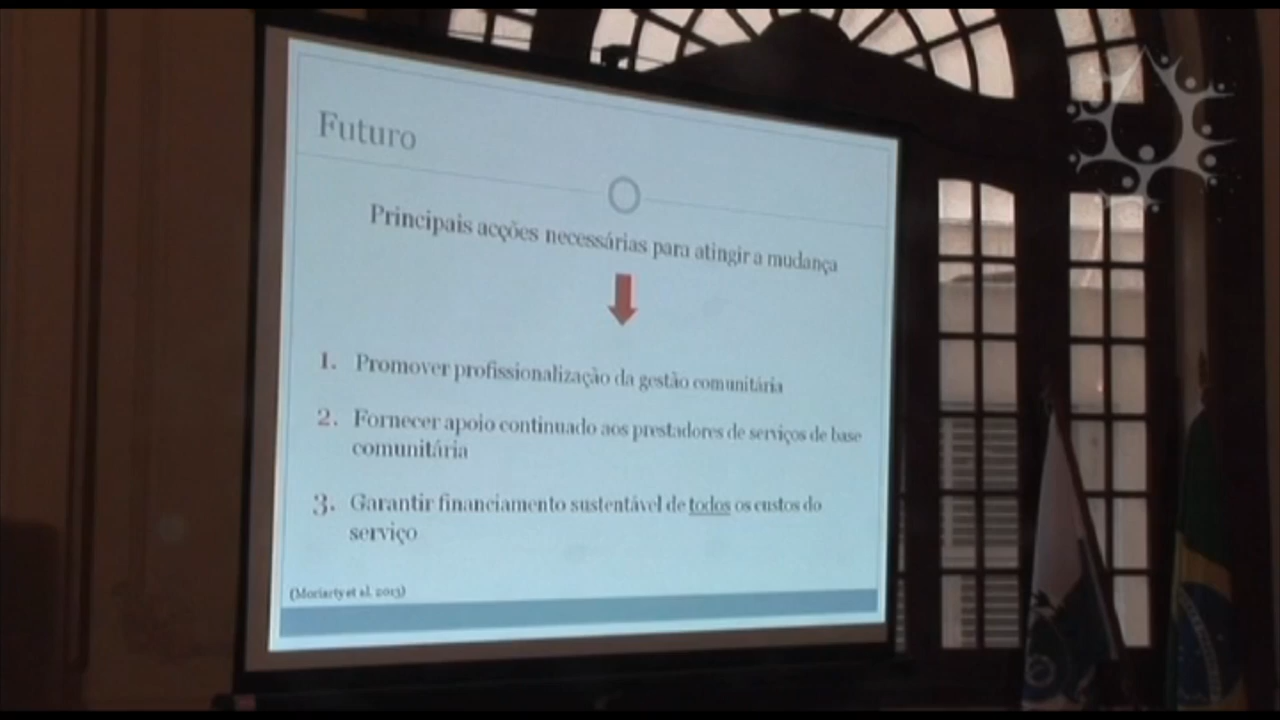 Futuro
Principais acções necessárias para atingir a mudança
1. Promover profissionalização da gestão comunitária
2. Fornecer apoio continuado aos prestadores de serviços de base
comunitária
3. Garantir financiamento sustentável de todos os custos do
serviço
(Moriarty et al. 2013)